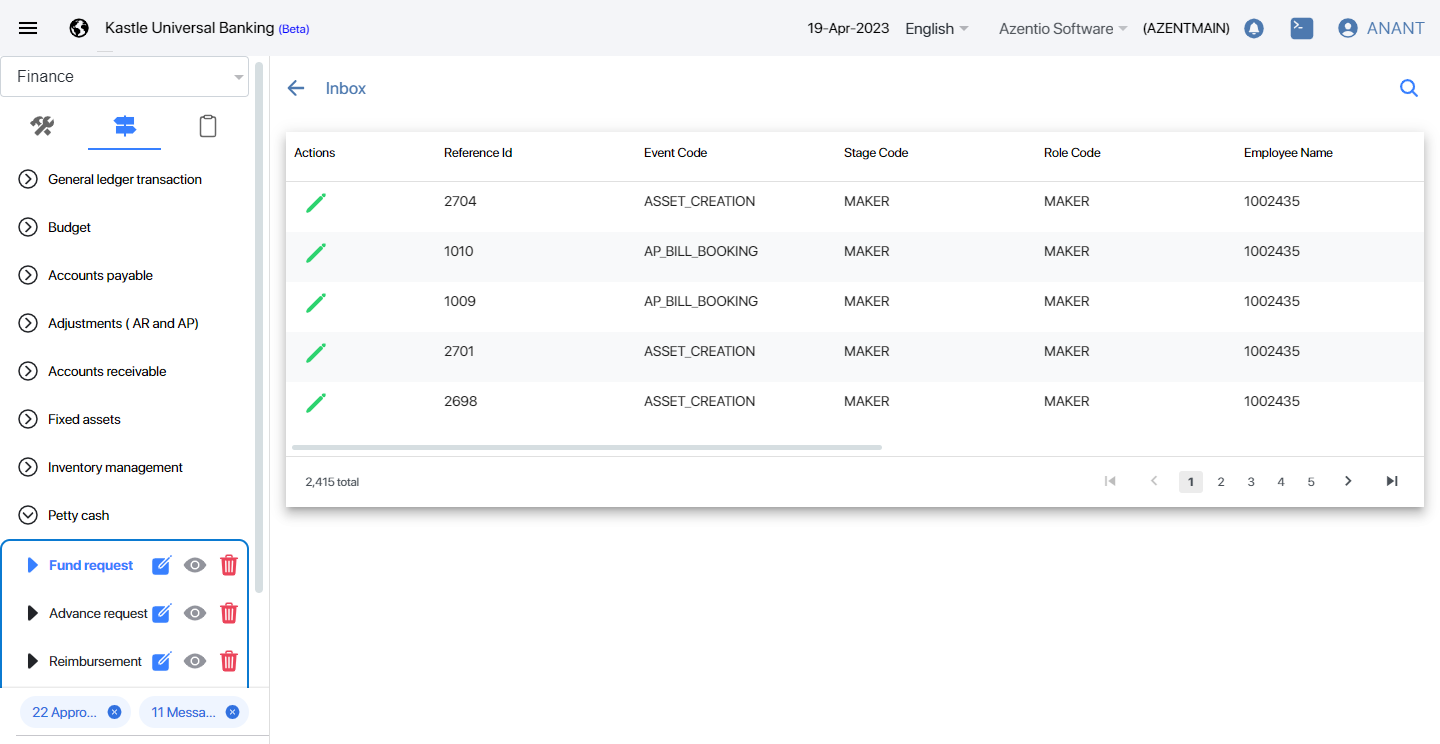 Kastle Universal Banking (Beta)
19-Apr-2023 English Azentio Software (AZENTMAIN) ANANT
Finance
General ledger transaction
Budget
Accounts payable
Adjustments ( AR and AP)
Accounts receivable
Fixed assets
Inventory management
Petty cash
Fund request
Advance request
Reimbursement
22 Appro... 11 Messa...
Inbox
Actions Reference Id Event Code Stage Code Role Code Employee Name
2704 ASSET_CREATION MAKER MAKER 1002435
1010 AP_BILL_BOOKING MAKER MAKER 1002435
1009 AP_BILL_BOOKING MAKER MAKER 1002435
2701 ASSET_CREATION MAKER MAKER 1002435
2698 ASSET_CREATION MAKER MAKER 1002435
2,415 total 1 2 3 4 5